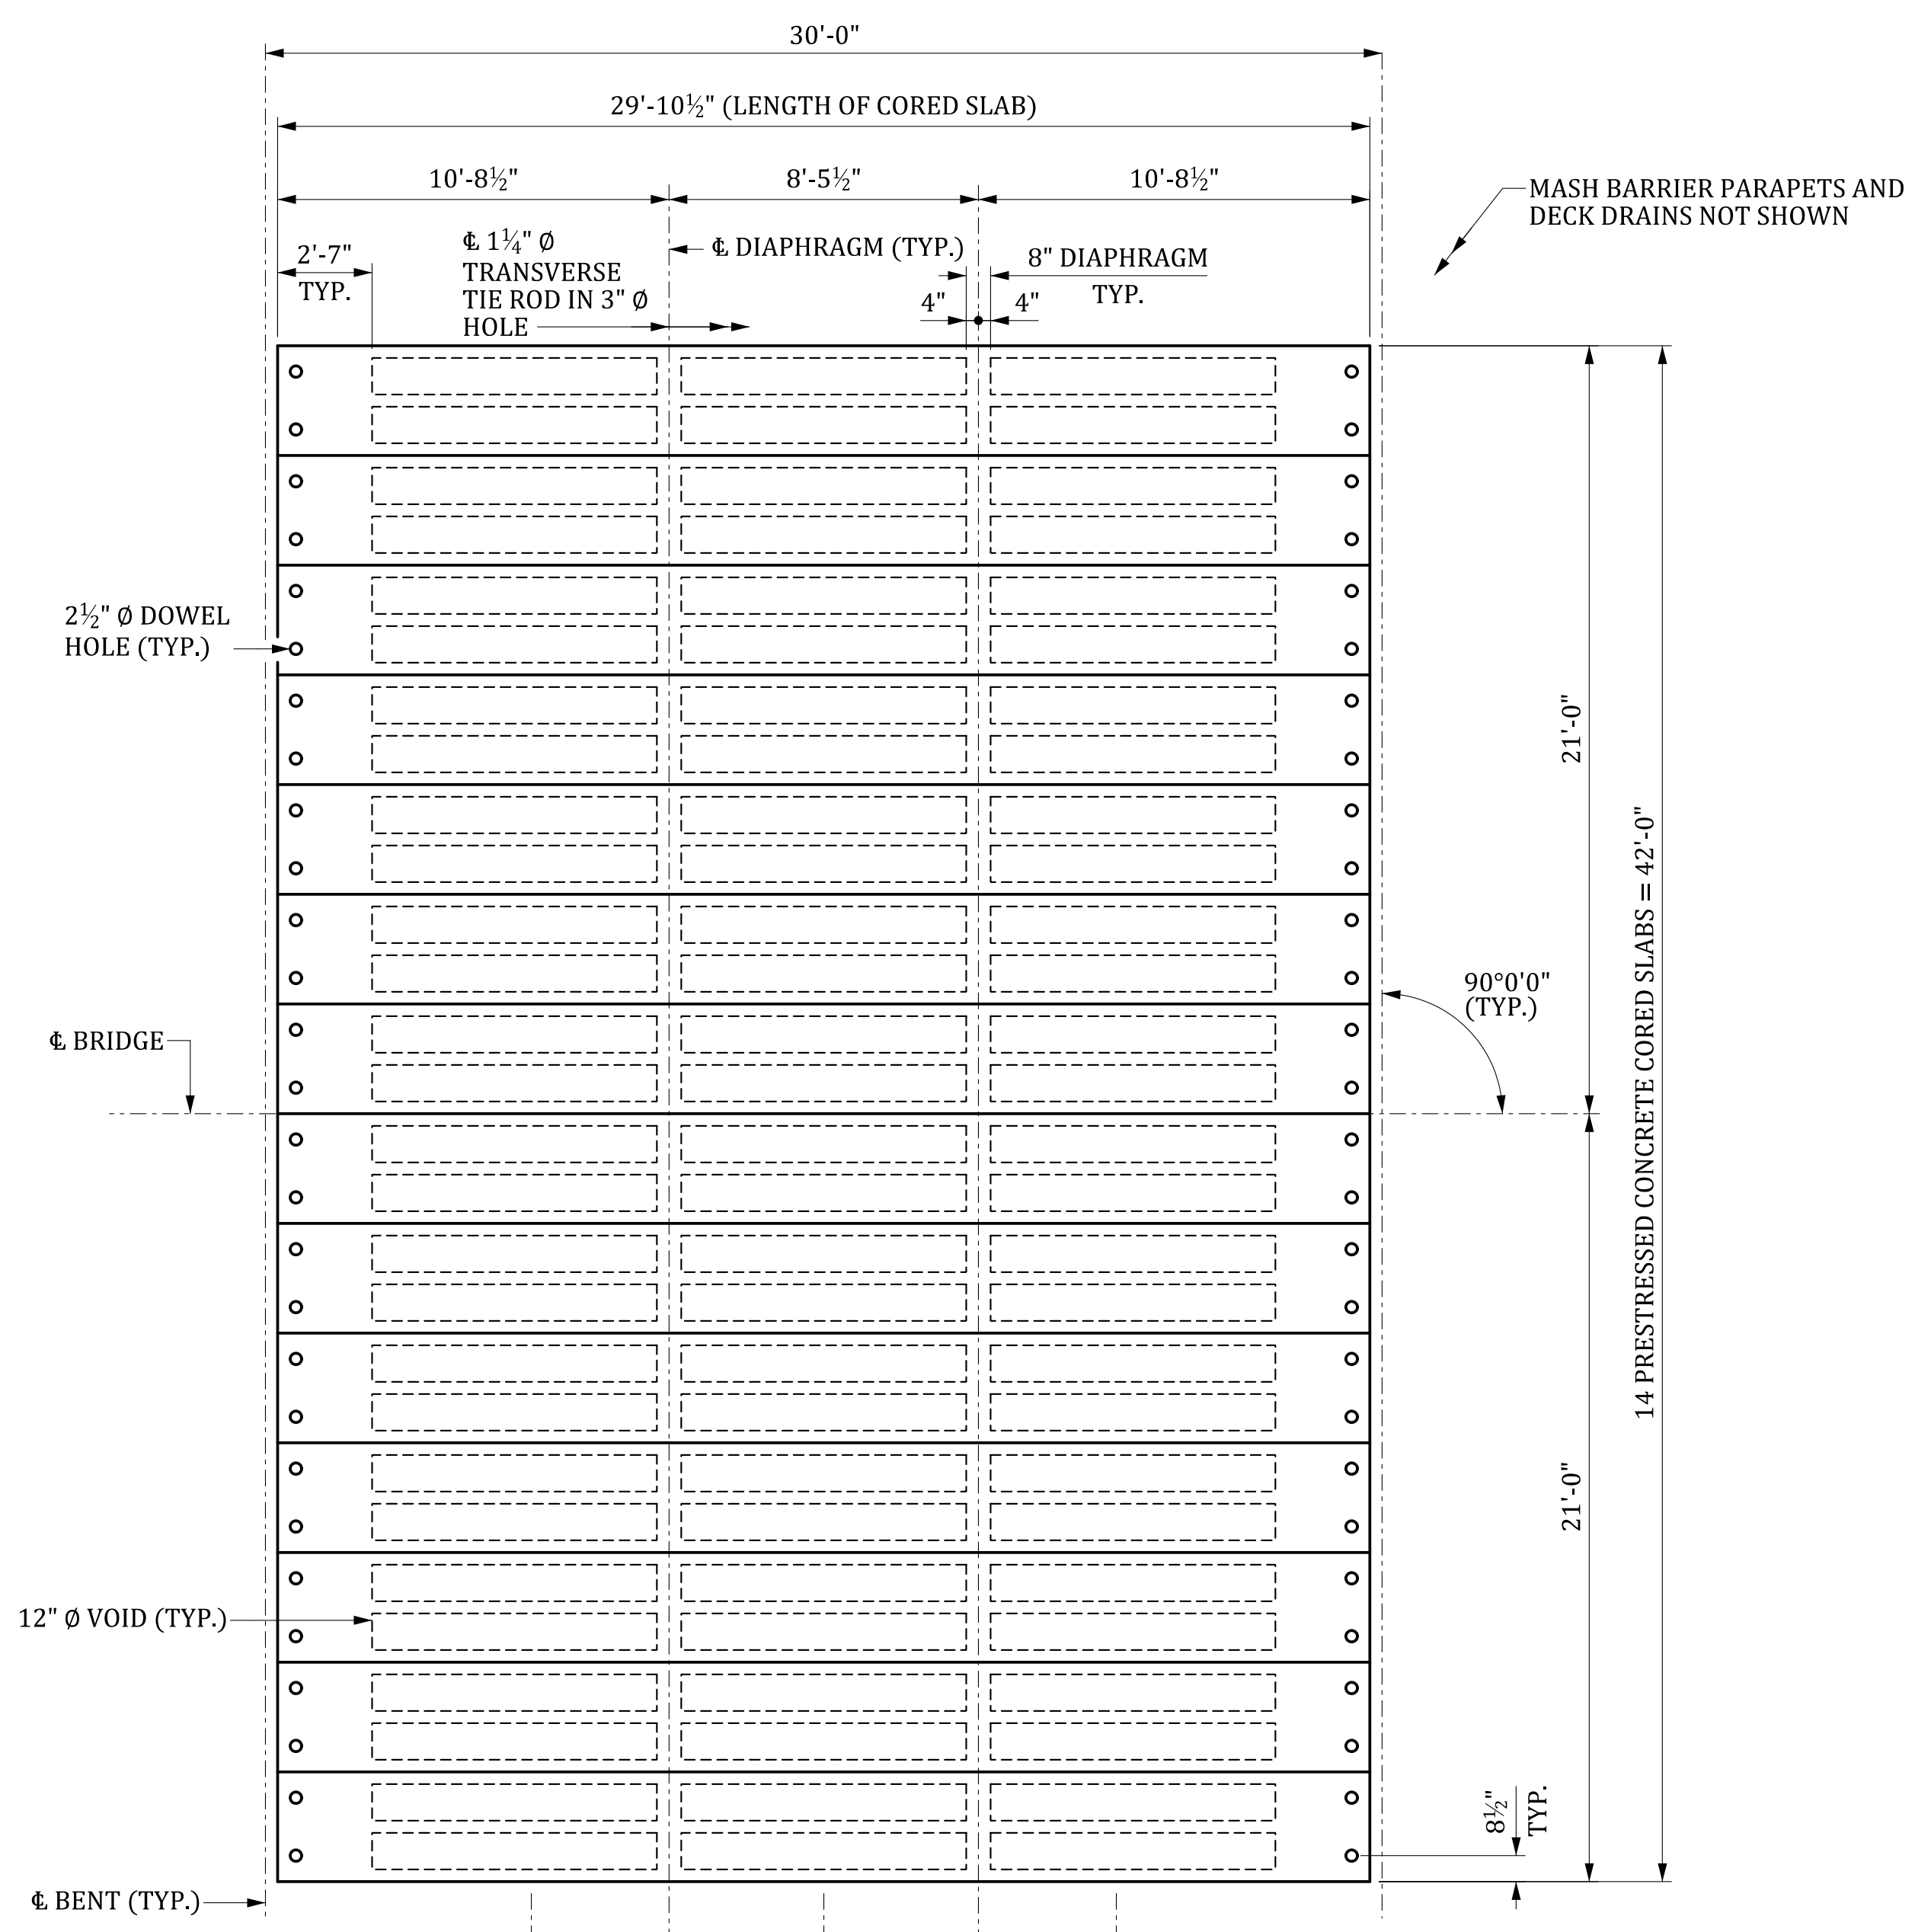 30'-0"
29'-10½" (LENGTH OF CORED SLAB)
10'-8½"
8'-5½"
10'-8½"
MASH BARRIER PARAPETS AND
DECK DRAINS NOT SHOWN
2'-7"
TYP.
℄ 1¼" Ø
TRANSVERSE
TIE ROD IN 3" Ø
HOLE
℄ DIAPHRAGM (TYP.)
8" DIAPHRAGM
TYP.
4"
4"
2½" Ø DOWEL
HOLE (TYP.)
21'-0"
14 PRESTRESSED CONCRETE CORED SLABS = 42'-0"
90°0'0"
(TYP.)
℄ BRIDGE
21'-0"
12" Ø VOID (TYP.)
8½"
TYP.
℄ BENT (TYP.)